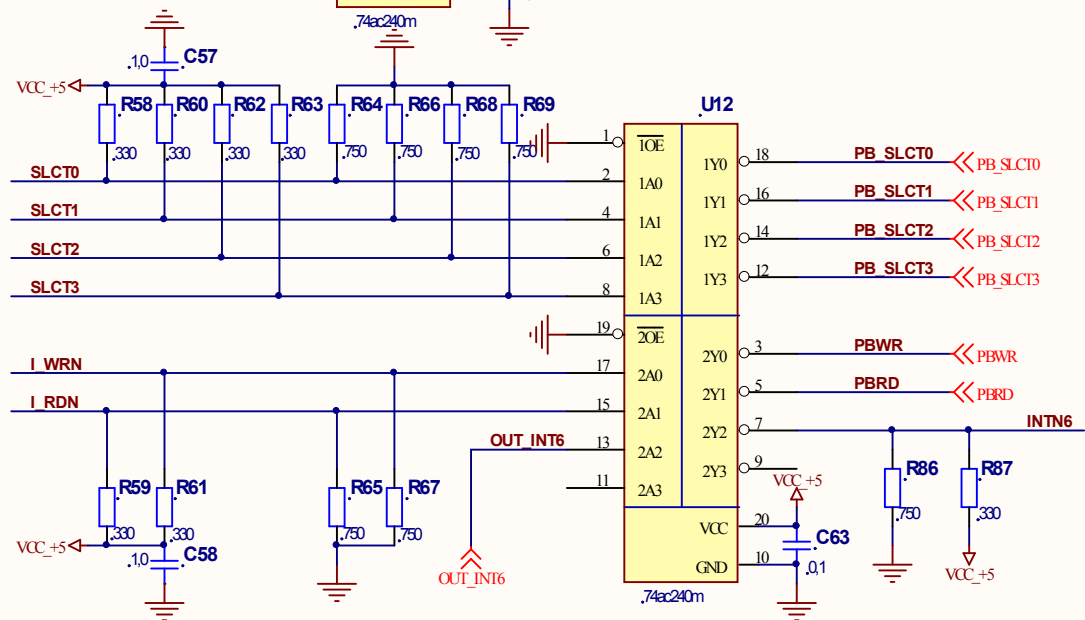 .74ac240m
.1,0 C57
VCC_+5
R58 R60 R62 R63 R64 R66 R68 R69
.330 .330 .330 .330 .750 .750 .750 .750
U12
SLCT0
SLCT1
SLCT2
SLCT3
1 1OE
2 1A0
4 1A1
6 1A2
8 1A3
19 2OE
17 2A0
15 2A1
13 2A2
11 2A3
1Y0 18 PB_SLCT0 PB_SLCT0
1Y1 16 PB_SLCT1 PB_SLCT1
1Y2 14 PB_SLCT2 PB_SLCT2
1Y3 12 PB_SLCT3 PB_SLCT3
2Y0 3 PBWR PBWR
2Y1 5 PBRD PBRD
2Y2 7 INTN6
2Y3 9
VCC_+5
VCC 20
GND 10
C63
.0,1
.74ac240m
I_WRN
I_RDN
OUT_INT6
OUT_INT6
R59 R61 R65 R67
.330 .330 .750 .750
VCC_+5
.1,0 C58
R86 R87
.750 .330
VCC_+5